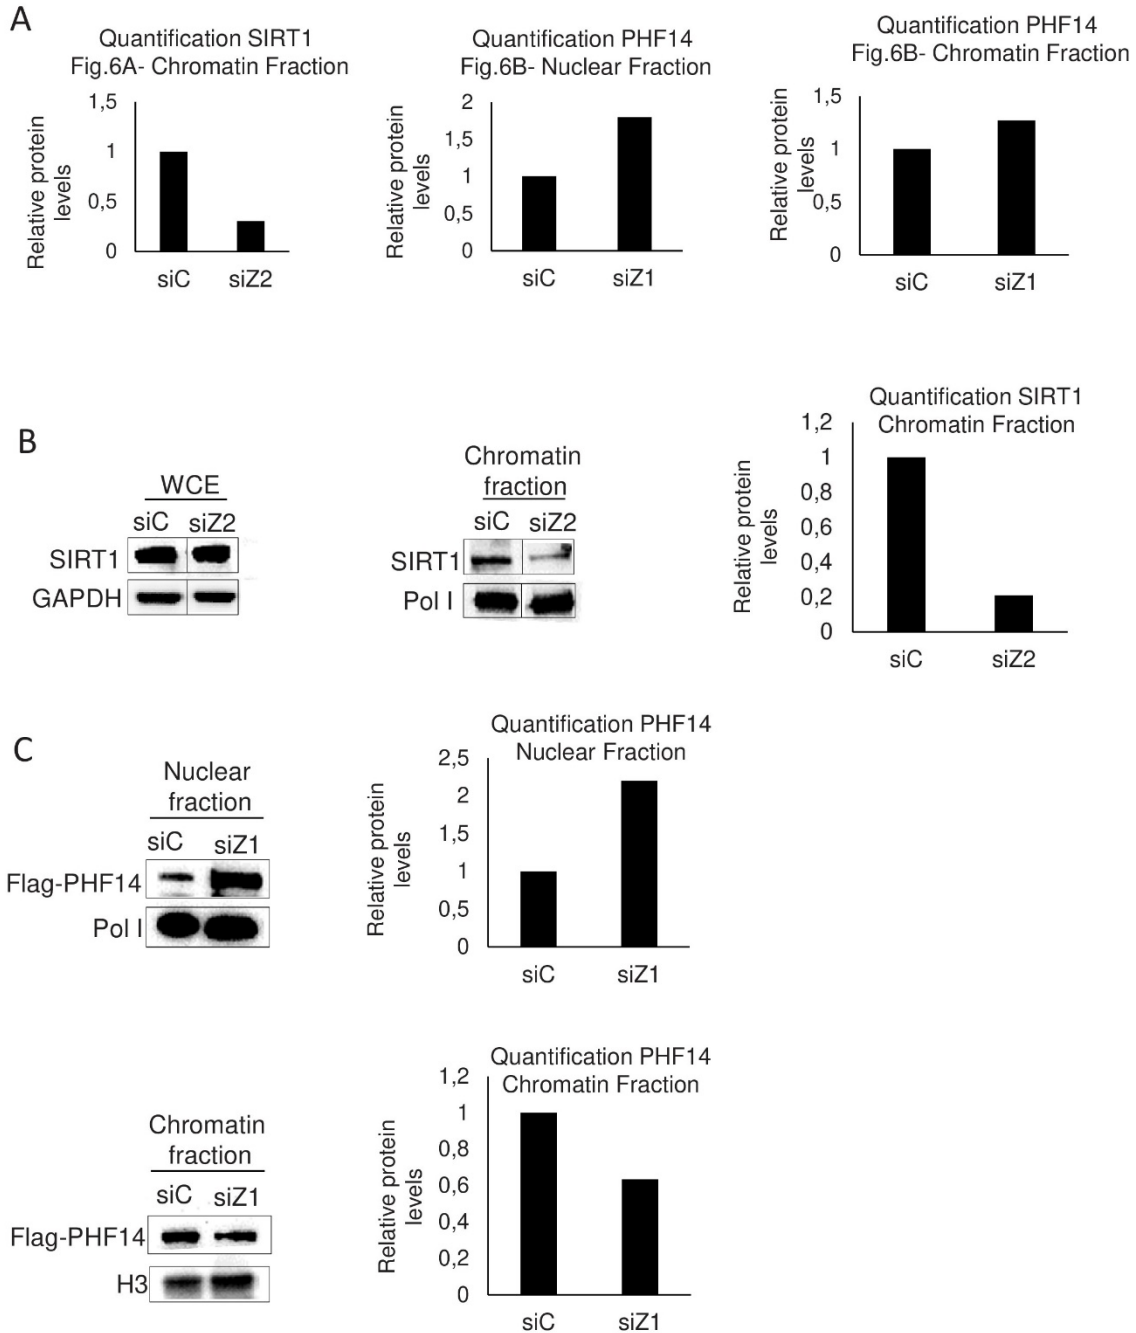 A
Quantification SIRT1
Fig.6A- Chromatin Fraction
Relative protein
levels
1,5
1
0,5
0
siC
siZ2
Quantification PHF14
Fig.6B- Nuclear Fraction
Relative protein
levels
2
1,5
1
0,5
0
siC
siZ1
Quantification PHF14
Fig.6B- Chromatin Fraction
Relative protein
levels
1,5
1
0,5
0
siC
siZ1
B
WCE
siC siZ2
SIRT1
GAPDH
Chromatin
fraction
siC siZ2
SIRT1
Pol I
Quantification SIRT1
Chromatin Fraction
Relative protein
levels
1,2
1
0,8
0,6
0,4
0,2
0
siC
siZ2
C
Nuclear
fraction
siC siZ1
Flag-PHF14
Pol I
Quantification PHF14
Nuclear Fraction
Relative protein
levels
2,5
2
1,5
1
0,5
0
siC
siZ1
Chromatin
fraction
siC siZ1
Flag-PHF14
H3
Quantification PHF14
Chromatin Fraction
Relative protein
levels
1,2
1
0,8
0,6
0,4
0,2
0
siC
siZ1